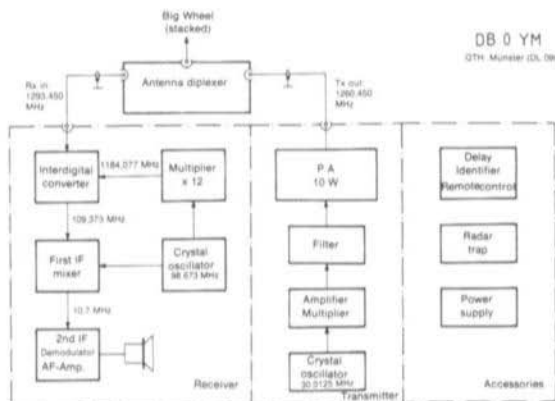 Big Wheel
(stacked)
DB 0 YM
QTH: Münster
Antenna diplexer
Rx in:
1293,450
MHz
Tx out:
1260,450
MHz
Interdigital
converter
1184,077 MHz
Multiplier
x 12
109,373 MHz
First IF
mixer
Crystal
oscillator
98,673 MHz
10,7 MHz
2nd IF
Demodulator
AF-Amp.
Receiver
P A
10 W
Filter
Amplifier
Multiplier
Crystal
oscillator
30,0125 MHz
Transmitter
Delay
Identifier
Remotecontrol
Radar
trap
Power
supply
Accessories